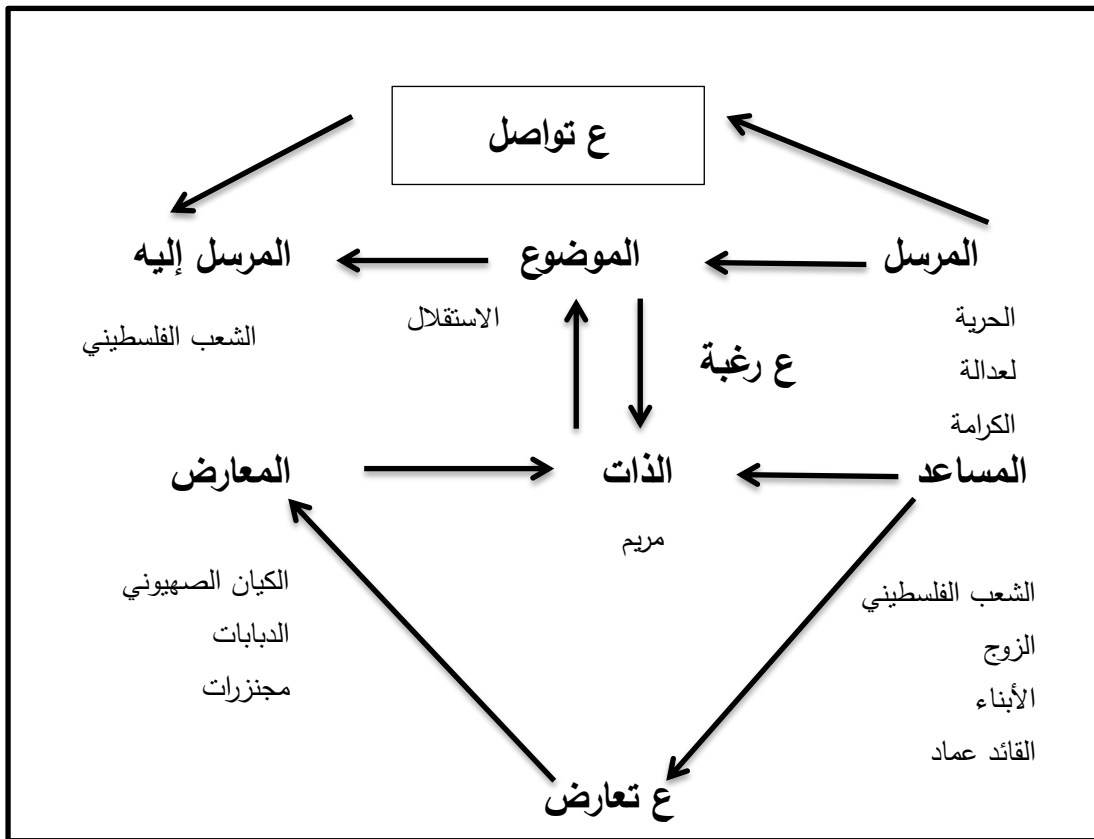 ع تواصل
المرسل
الموضوع
المرسل إليه
الحرية
لعدالة
الكرامة
الاستقلال
الشعب الفلسطيني
ع رغبة
المساعد
الذات
المعارض
مريم
الشعب الفلسطيني
الزوج
الأبناء
القائد عماد
الكيان الصهيوني
الدبابات
مجنزرات
ع تعارض